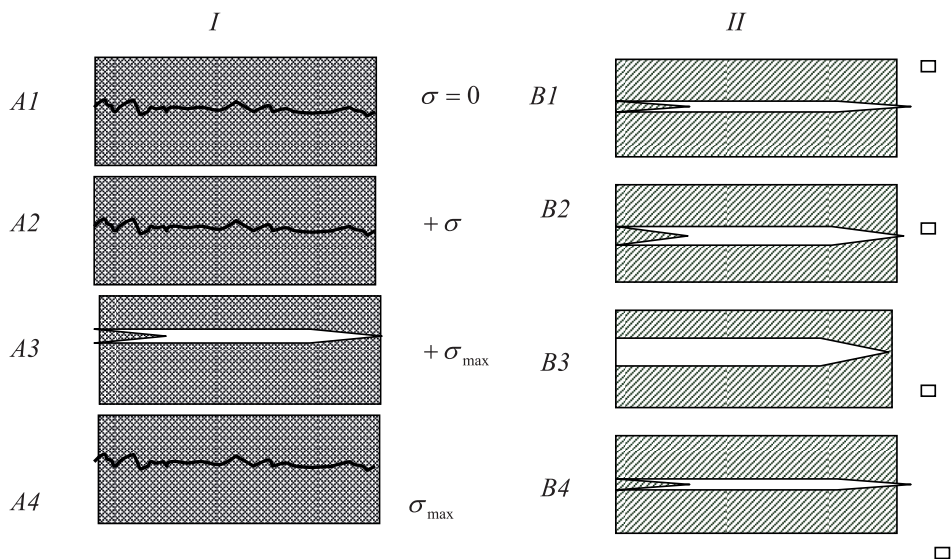 I II
A1 σ = 0 B1
A2 + σ B2
A3 + σmax B3
A4 σmax B4